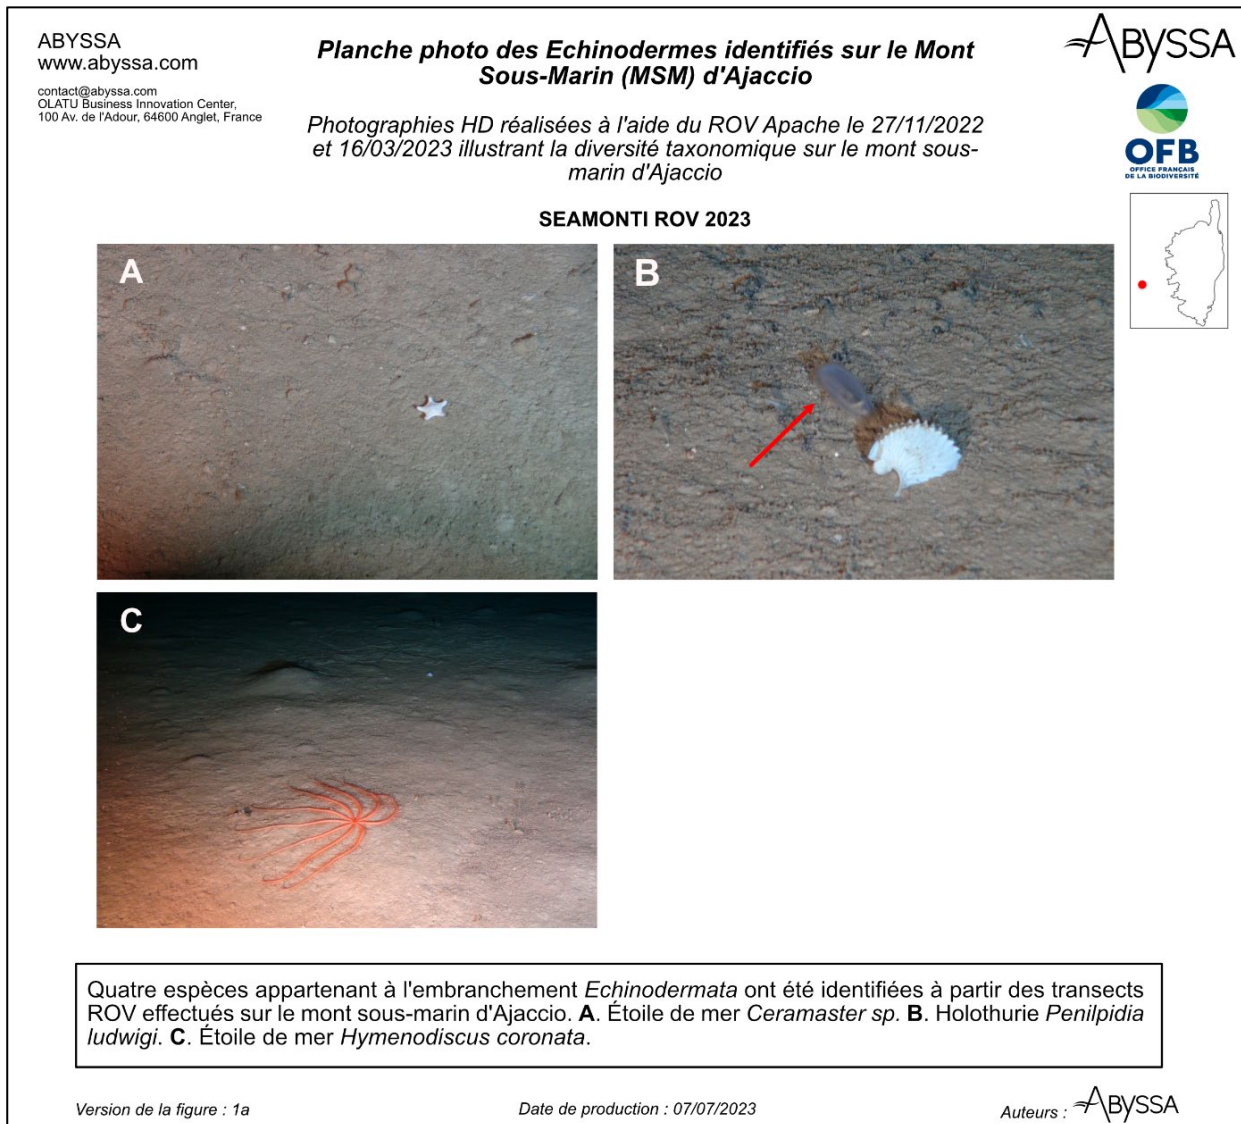 ABYSSA
www.abyssa.com
contact@abyssa.com
OLATU Business Innovation Center,
100 Av. de l'Adour, 64600 Anglet, France
Planche photo des Echinodermes identifiés sur le Mont
Sous-Marin (MSM) d'Ajaccio
Photographies HD réalisées à l'aide du ROV Apache le 27/11/2022
et 16/03/2023 illustrant la diversité taxonomique sur le mont sous-
marin d'Ajaccio
ABYSSA
OFB
OFFICE FRANÇAIS
DE LA BIODIVERSITÉ
SEAMONTI ROV 2023
A
B
C
Quatre espèces appartenant à l'embranchement Echinodermata ont été identifiées à partir des transects
ROV effectués sur le mont sous-marin d'Ajaccio. A. Étoile de mer Ceramaster sp. B. Holothurie Penilpidia
ludwigi. C. Étoile de mer Hymenodiscus coronata.
Version de la figure : 1a
Date de production : 07/07/2023
Auteurs : ABYSSA